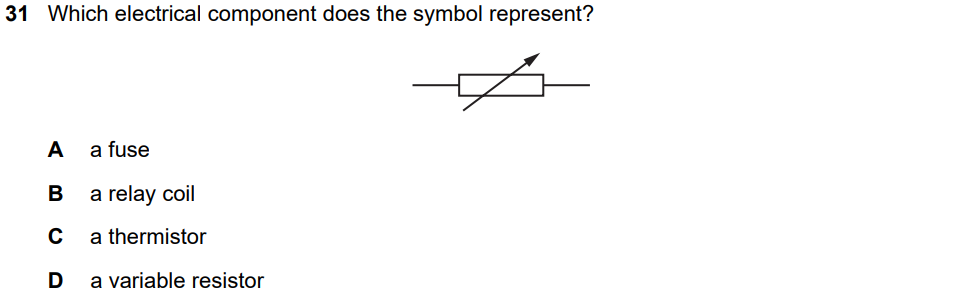 31 Which electrical component does the symbol represent?
A a fuse
B a relay coil
C a thermistor
D a variable resistor